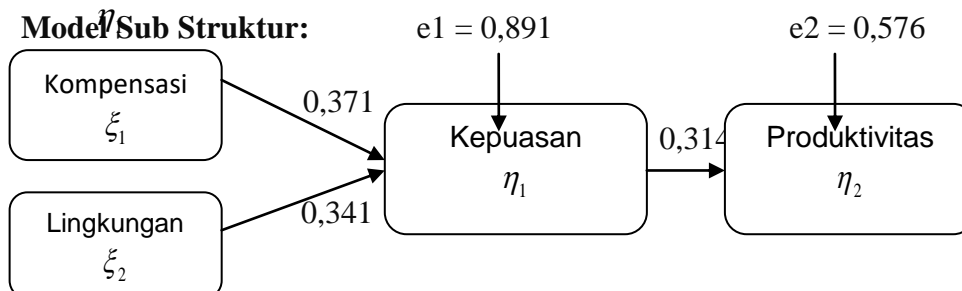 η
Model Sub Struktur:
e1 = 0,891
e2 = 0,576
Kompensasi
ξ₁
0,371
Kepuasan
η₁
0,314
Produktivitas
η₂
Lingkungan
ξ₂
0,341